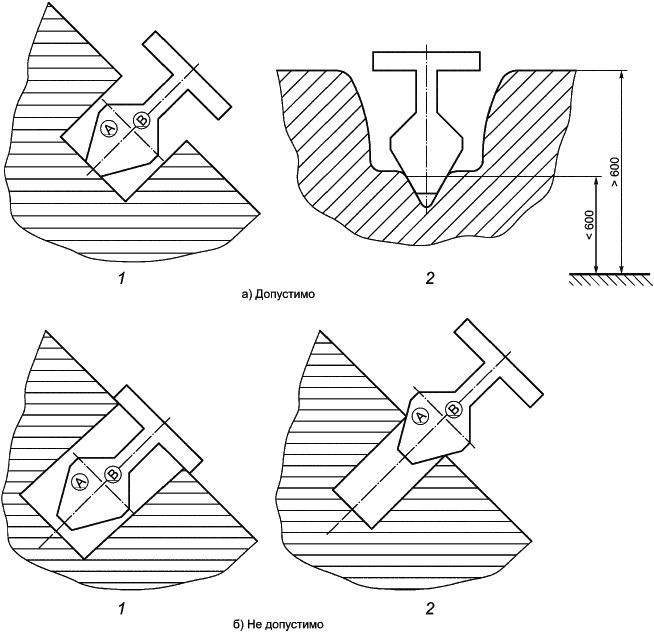 A B
> 600
< 600
1 2
а) Допустимо
A B A B
1 2
б) Не допустимо